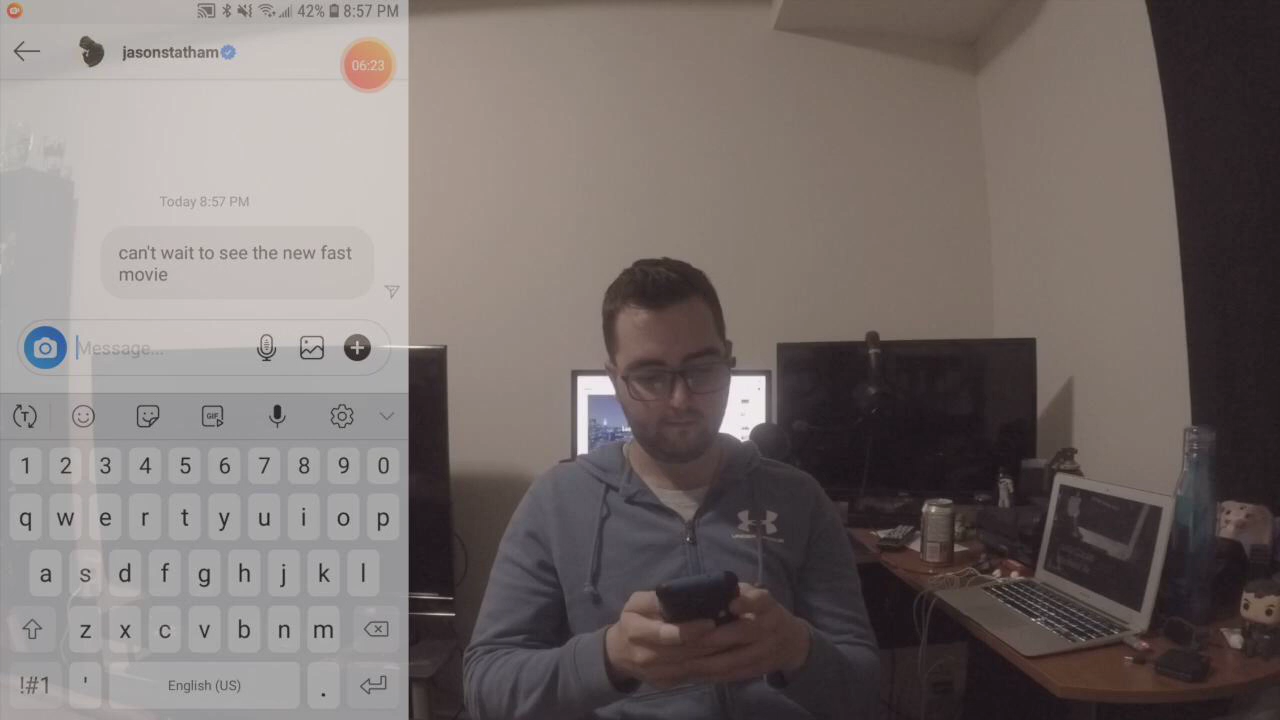 42% 8:57 PM
jasonstatham
06:23
Today 8:57 PM
can't wait to see the new fast
movie
Message...
GIF
1 2 3 4 5 6 7 8 9 0
q w e r t y u i o p
a s d f g h j k l
z x c v b n m
!#1 ' English (US) .